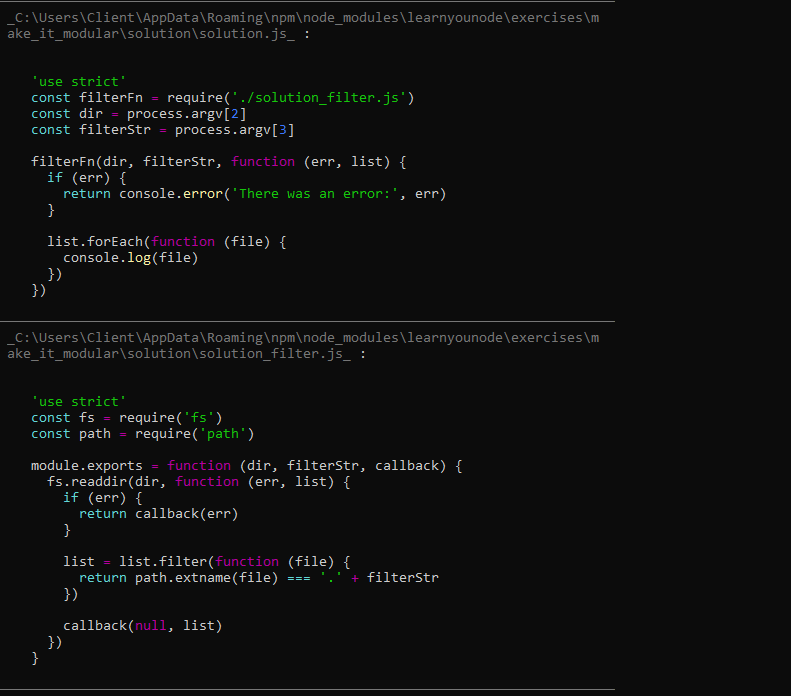 _C:\Users\Client\AppData\Roaming\npm\node_modules\learnyounode\exercises\m
ake_it_modular\solution\solution.js_ :
'use strict'
const filterFn = require('./solution_filter.js')
const dir = process.argv[2]
const filterStr = process.argv[3]
filterFn(dir, filterStr, function (err, list) {
  if (err) {
    return console.error('There was an error:', err)
  }
  list.forEach(function (file) {
    console.log(file)
  })
})
_C:\Users\Client\AppData\Roaming\npm\node_modules\learnyounode\exercises\m
ake_it_modular\solution\solution_filter.js_ :
'use strict'
const fs = require('fs')
const path = require('path')
module.exports = function (dir, filterStr, callback) {
  fs.readdir(dir, function (err, list) {
    if (err) {
      return callback(err)
    }
    list = list.filter(function (file) {
      return path.extname(file) === '.' + filterStr
    })
    callback(null, list)
  })
}